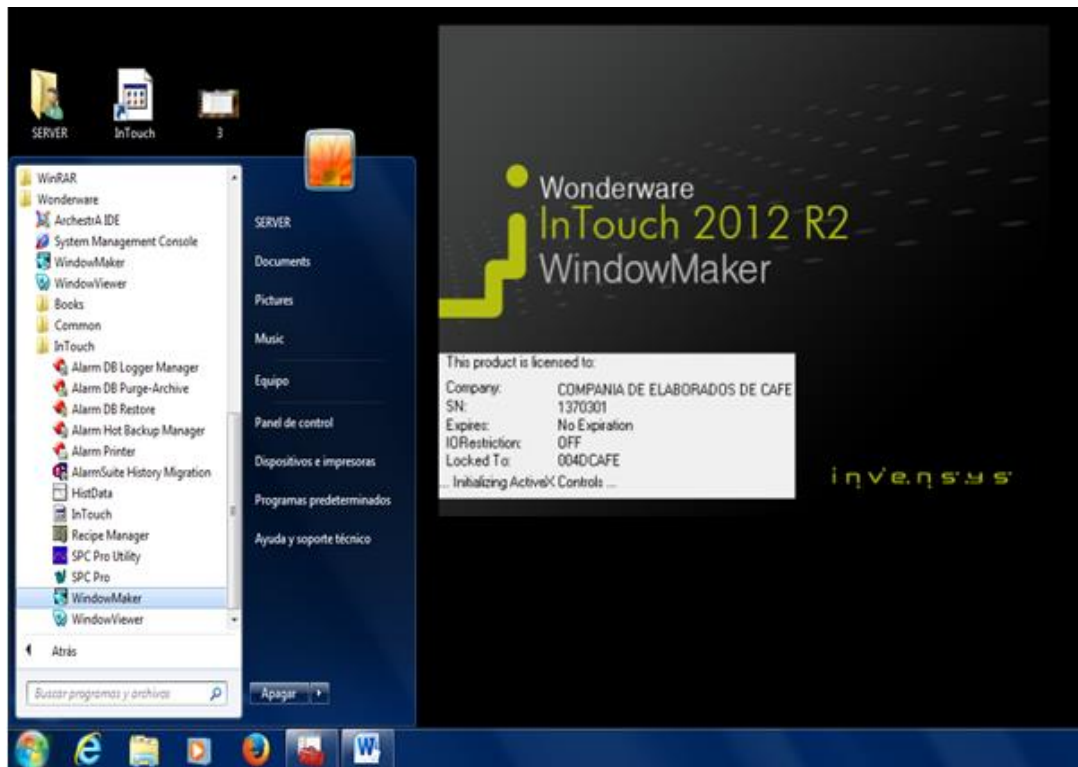 SERVER
InTouch
3
WinRAR
Wonderware
ArchestrA IDE
System Management Console
WindowMaker
WindowViewer
Books
Common
InTouch
Alarm DB Logger Manager
Alarm DB Purge-Archive
Alarm DB Restore
Alarm Hot Backup Manager
Alarm Printer
AlarmSuite History Migration
HistData
InTouch
Recipe Manager
SPC Pro Utility
SPC Pro
WindowMaker
WindowViewer
Atrás
Buscar programas y archivos
SERVER
Documents
Pictures
Music
Equipo
Panel de control
Dispositivos e impresoras
Programas predeterminados
Ayuda y soporte técnico
Apagar
Wonderware
InTouch 2012 R2
WindowMaker
This product is licensed to:
Company: COMPANIA DE ELABORADOS DE CAFE
SN: 1370301
Expires: No Expiration
IORestriction: OFF
Locked To: 004DCAFE
... Initializing ActiveX Controls ...
invensys